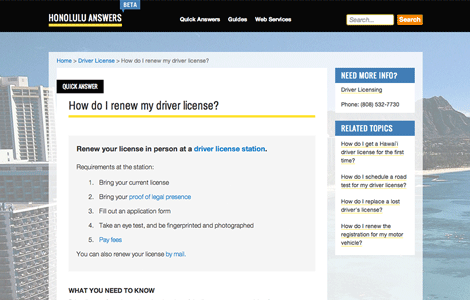 BETA
HONOLULU ANSWERS
Quick Answers Guides Web Services
Search... Search
Home > Driver License > How do I renew my driver license?
QUICK ANSWER
How do I renew my driver license?
Renew your license in person at a driver license station.
Requirements at the station:
1. Bring your current license
2. Bring your proof of legal presence
3. Fill out an application form
4. Take an eye test, and be fingerprinted and photographed
5. Pay fees
You can also renew your license by mail.
WHAT YOU NEED TO KNOW
NEED MORE INFO?
Driver Licensing
Phone: (808) 532-7730
RELATED TOPICS
How do I get a Hawai'i
driver license for the first
time?
How do I schedule a road
test for my driver license?
How do I replace a lost
driver's license?
How do I renew the
registration for my motor
vehicle?